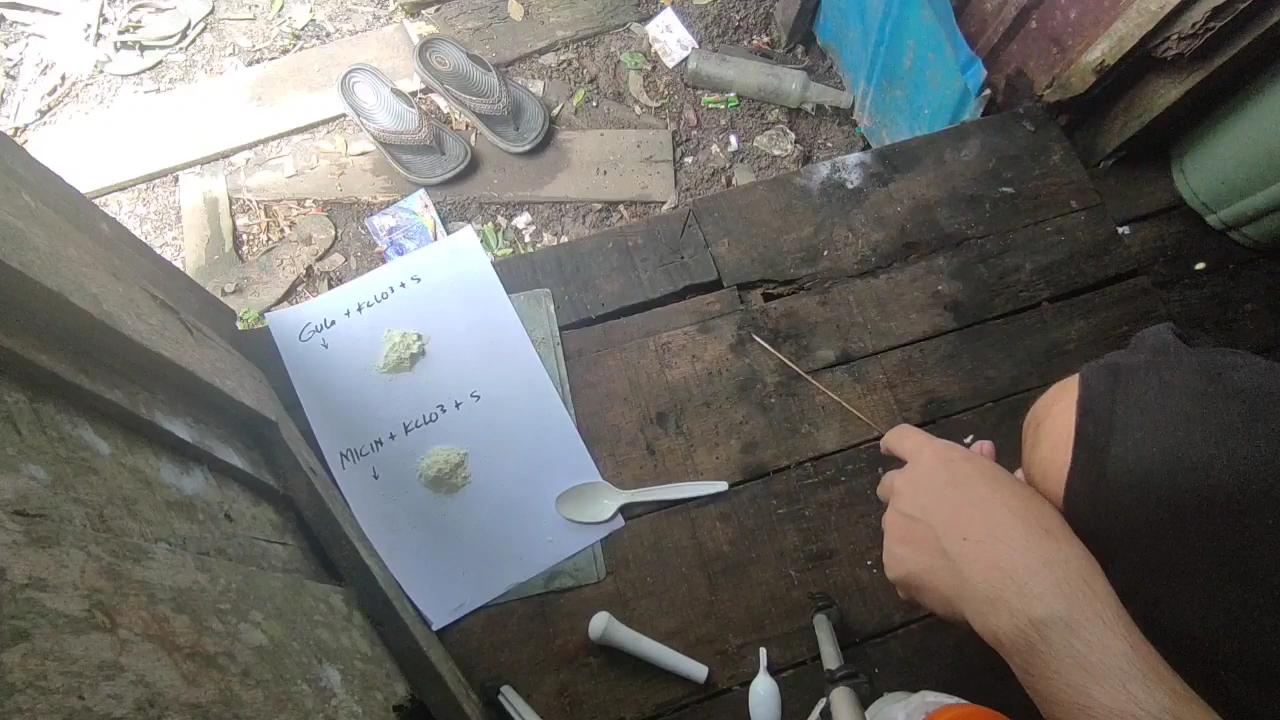 GULA + KClO3 + S
MICIN + KClO3 + S